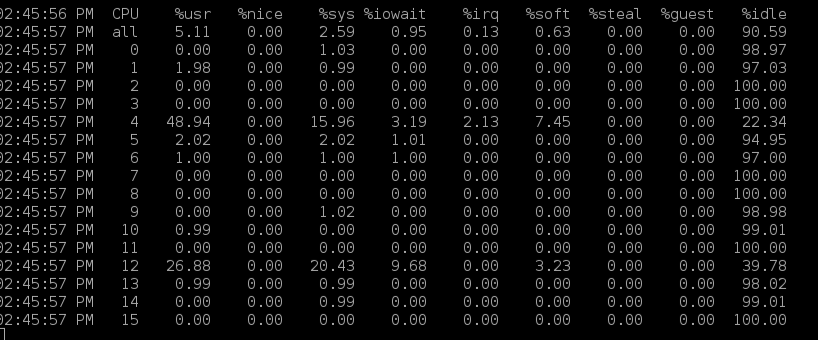 02:45:56 PM  CPU    %usr   %nice    %sys %iowait    %irq   %soft  %steal  %guest   %idle
02:45:57 PM  all    5.11    0.00    2.59    0.95    0.13    0.63    0.00    0.00   90.59
02:45:57 PM    0    0.00    0.00    1.03    0.00    0.00    0.00    0.00    0.00   98.97
02:45:57 PM    1    1.98    0.00    0.99    0.00    0.00    0.00    0.00    0.00   97.03
02:45:57 PM    2    0.00    0.00    0.00    0.00    0.00    0.00    0.00    0.00  100.00
02:45:57 PM    3    0.00    0.00    0.00    0.00    0.00    0.00    0.00    0.00  100.00
02:45:57 PM    4   48.94    0.00   15.96    3.19    2.13    7.45    0.00    0.00   22.34
02:45:57 PM    5    2.02    0.00    2.02    1.01    0.00    0.00    0.00    0.00   94.95
02:45:57 PM    6    1.00    0.00    1.00    1.00    0.00    0.00    0.00    0.00   97.00
02:45:57 PM    7    0.00    0.00    0.00    0.00    0.00    0.00    0.00    0.00  100.00
02:45:57 PM    8    0.00    0.00    0.00    0.00    0.00    0.00    0.00    0.00  100.00
02:45:57 PM    9    0.00    0.00    1.02    0.00    0.00    0.00    0.00    0.00   98.98
02:45:57 PM   10    0.99    0.00    0.00    0.00    0.00    0.00    0.00    0.00   99.01
02:45:57 PM   11    0.00    0.00    0.00    0.00    0.00    0.00    0.00    0.00  100.00
02:45:57 PM   12   26.88    0.00   20.43    9.68    0.00    3.23    0.00    0.00   39.78
02:45:57 PM   13    0.99    0.00    0.99    0.00    0.00    0.00    0.00    0.00   98.02
02:45:57 PM   14    0.00    0.00    0.99    0.00    0.00    0.00    0.00    0.00   99.01
02:45:57 PM   15    0.00    0.00    0.00    0.00    0.00    0.00    0.00    0.00  100.00